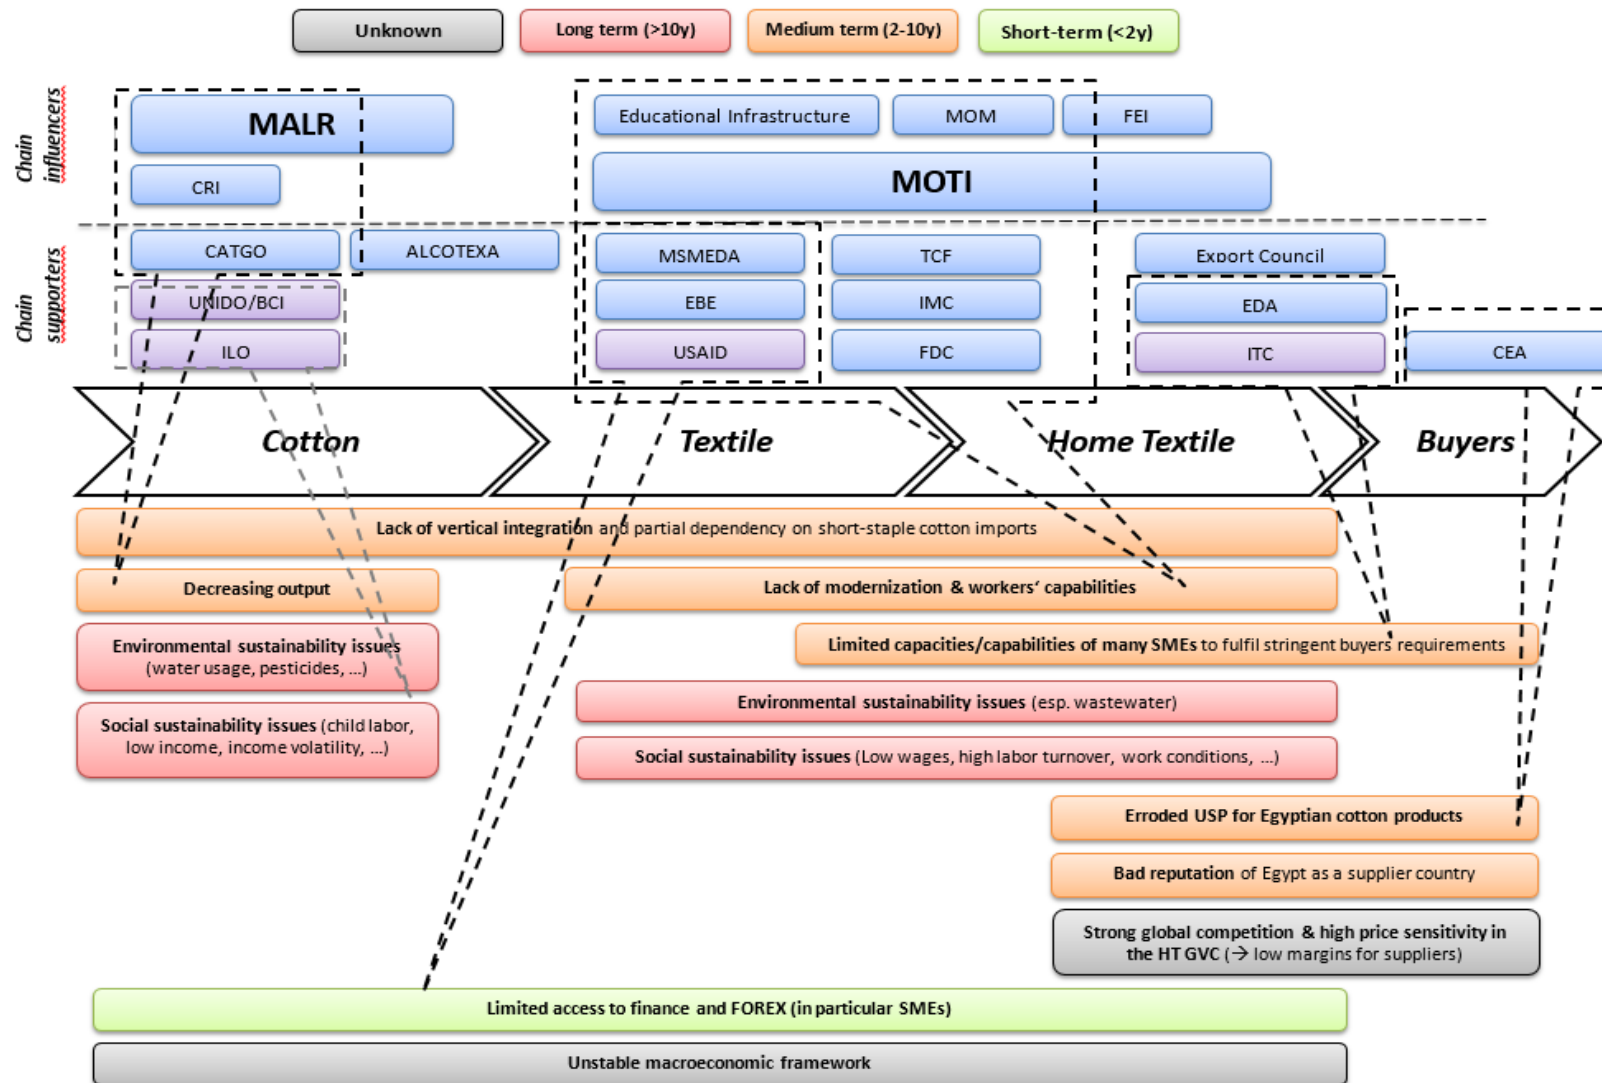 Unknown
Long term (>10y)
Medium term (2-10y)
Short-term (<2y)
Chain
influencers
MALR
Educational Infrastructure
MOM
FEI
CRI
MOTI
Chain
supporters
CATGO
ALCOTEXA
MSMEDA
TCF
Export Council
UNIDO/BCI
EBE
IMC
EDA
ILO
USAID
FDC
ITC
CEA
Cotton
Textile
Home Textile
Buyers
Lack of vertical integration and partial dependency on short-staple cotton imports
Decreasing output
Lack of modernization & workers‘ capabilities
Environmental sustainability issues
(water usage, pesticides, …)
Limited capacities/capabilities of many SMEs to fulfil stringent buyers requirements
Environmental sustainability issues (esp. wastewater)
Social sustainability issues (child labor,
low income, income volatility, …)
Social sustainability issues (Low wages, high labor turnover, work conditions, …)
Erroded USP for Egyptian cotton products
Bad reputation of Egypt as a supplier country
Strong global competition & high price sensitivity in
the HT GVC (→ low margins for suppliers)
Limited access to finance and FOREX (in particular SMEs)
Unstable macroeconomic framework